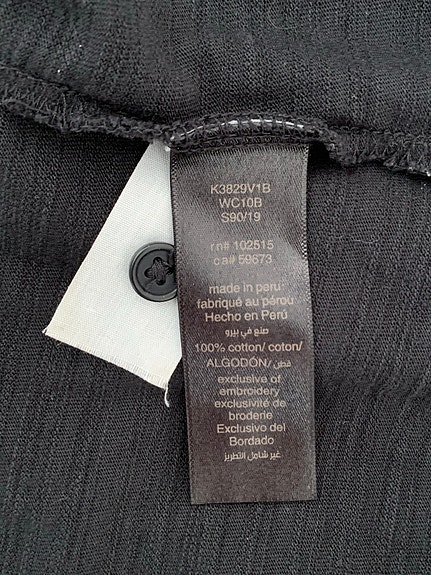 K3829V1B
WC10B
S90/19
rn# 102515
ca# 59673
made in peru
fabriqué au pérou
Hecho en Perú
صنع في بيرو
100% cotton/ coton/
ALGODÓN/ قطن
exclusive of
embroidery
exclusivité de
broderie
Exclusivo del
Bordado
غير شامل التطريز